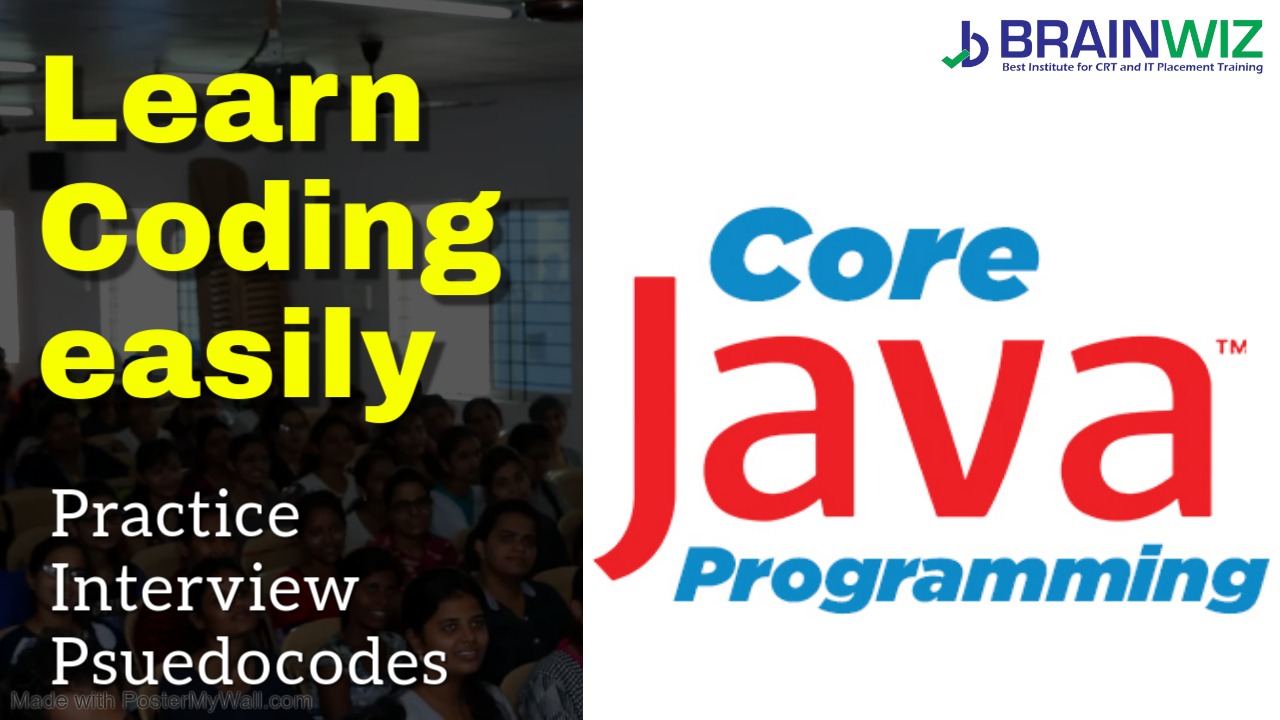 Learn
Coding
easily
Practice
Interview
Psuedocodes
Made with PosterMyWall.com
BRAINWIZ
Best Institute for CRT and IT Placement Training
Core
Java™
Programming